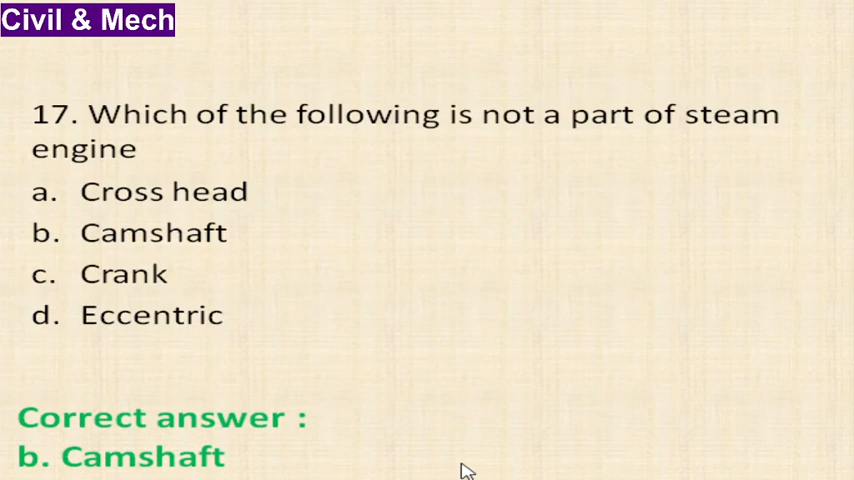 Civil & Mech
17. Which of the following is not a part of steam
engine
a. Cross head
b. Camshaft
c. Crank
d. Eccentric
Correct answer :
b. Camshaft